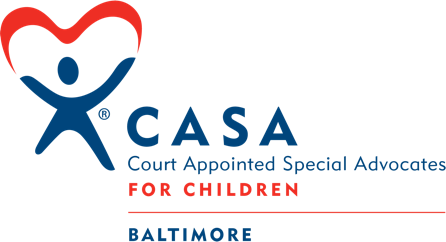 ® CASA
Court Appointed Special Advocates
FOR CHILDREN
BALTIMORE